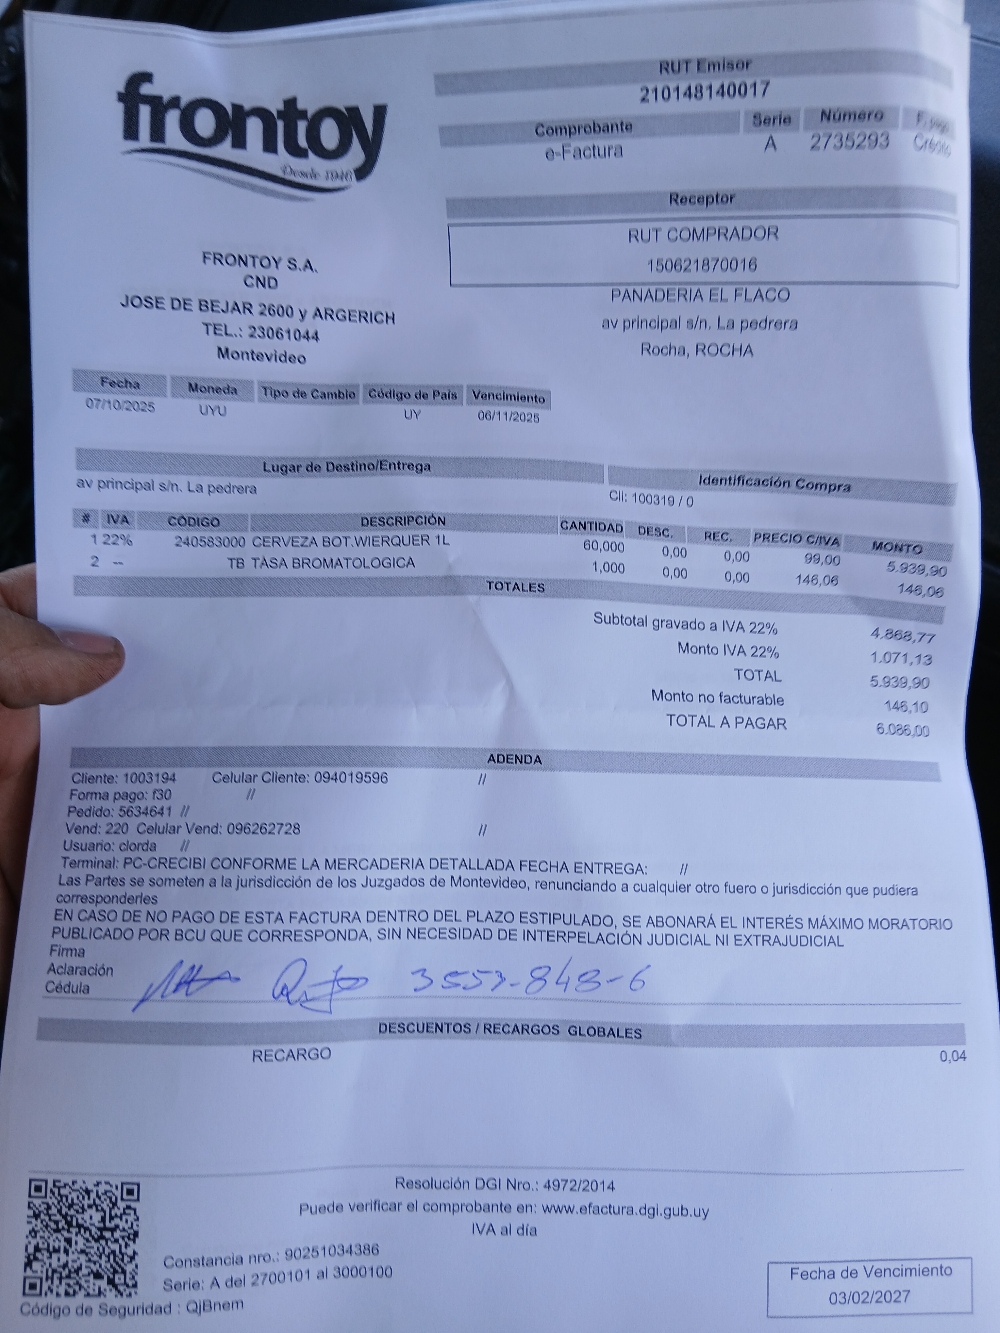 frontoy
Desde 1946
RUT Emisor
210148140017
Comprobante Serie Número F. pago
e-Factura A 2735293 Crédito
Receptor
RUT COMPRADOR
150621870016
PANADERIA EL FLACO
av principal s/n. La pedrera
Rocha, ROCHA
FRONTOY S.A.
CND
JOSE DE BEJAR 2600 y ARGERICH
TEL.: 23061044
Montevideo
Fecha Moneda Tipo de Cambio Código de País Vencimiento
07/10/2025 UYU UY 06/11/2025
Lugar de Destino/Entrega Identificación Compra
av principal s/n. La pedrera Cli: 100319 / 0
# IVA CÓDIGO DESCRIPCIÓN CANTIDAD DESC. REC. PRECIO C/IVA MONTO
1 22% 240583000 CERVEZA BOT.WIERQUER 1L 60,000 0,00 0,00 99,00 5.939,90
2 -- TB TASA BROMATOLOGICA 1,000 0,00 0,00 146,06 146,06
TOTALES
Subtotal gravado a IVA 22% 4.868,77
Monto IVA 22% 1.071,13
TOTAL 5.939,90
Monto no facturable 146,10
TOTAL A PAGAR 6.086,00
ADENDA
Cliente: 1003194 Celular Cliente: 094019596 //
Forma pago: f30 //
Pedido: 5634641 //
Vend: 220 Celular Vend: 096262728 //
Usuario: clorda //
Terminal: PC-CRECIBI CONFORME LA MERCADERIA DETALLADA FECHA ENTREGA: //
Las Partes se someten a la jurisdicción de los Juzgados de Montevideo, renunciando a cualquier otro fuero o jurisdicción que pudiera
corresponderles
EN CASO DE NO PAGO DE ESTA FACTURA DENTRO DEL PLAZO ESTIPULADO, SE ABONARÁ EL INTERÉS MÁXIMO MORATORIO
PUBLICADO POR BCU QUE CORRESPONDA, SIN NECESIDAD DE INTERPELACIÓN JUDICIAL NI EXTRAJUDICIAL
Firma
Aclaración
Cédula 3553-848-6
DESCUENTOS / RECARGOS GLOBALES
RECARGO 0,04
Resolución DGI Nro.: 4972/2014
Puede verificar el comprobante en: www.efactura.dgi.gub.uy
IVA al día
Constancia nro.: 90251034386
Serie: A del 2700101 al 3000100
Código de Seguridad : QjBnem
Fecha de Vencimiento
03/02/2027